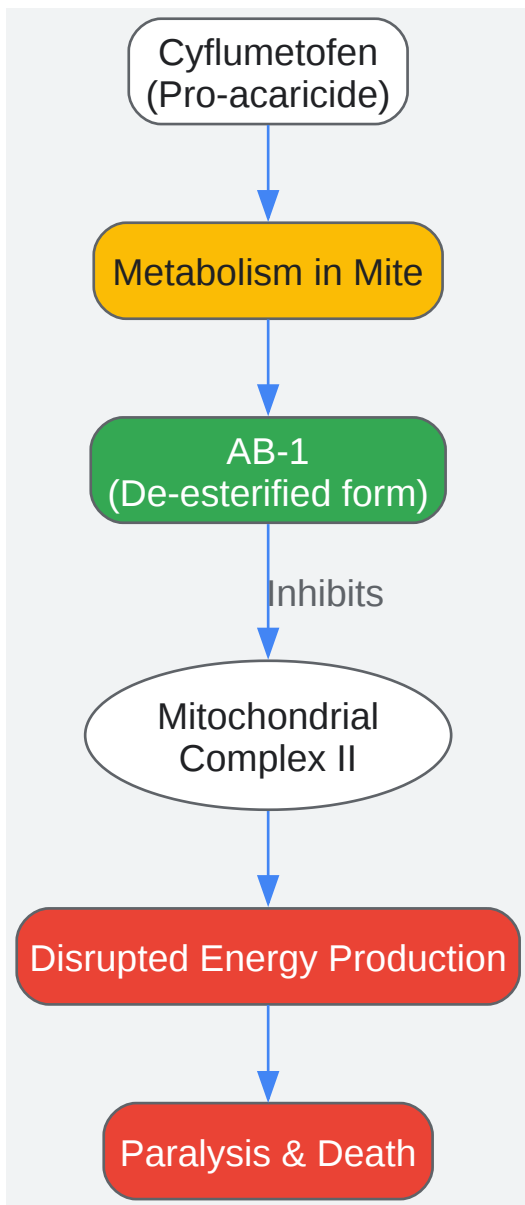 Cyflumetofen
(Pro-acaricide)
Metabolism in Mite
AB-1
(De-esterified form)
Inhibits
Mitochondrial
Complex II
Disrupted Energy Production
Paralysis & Death